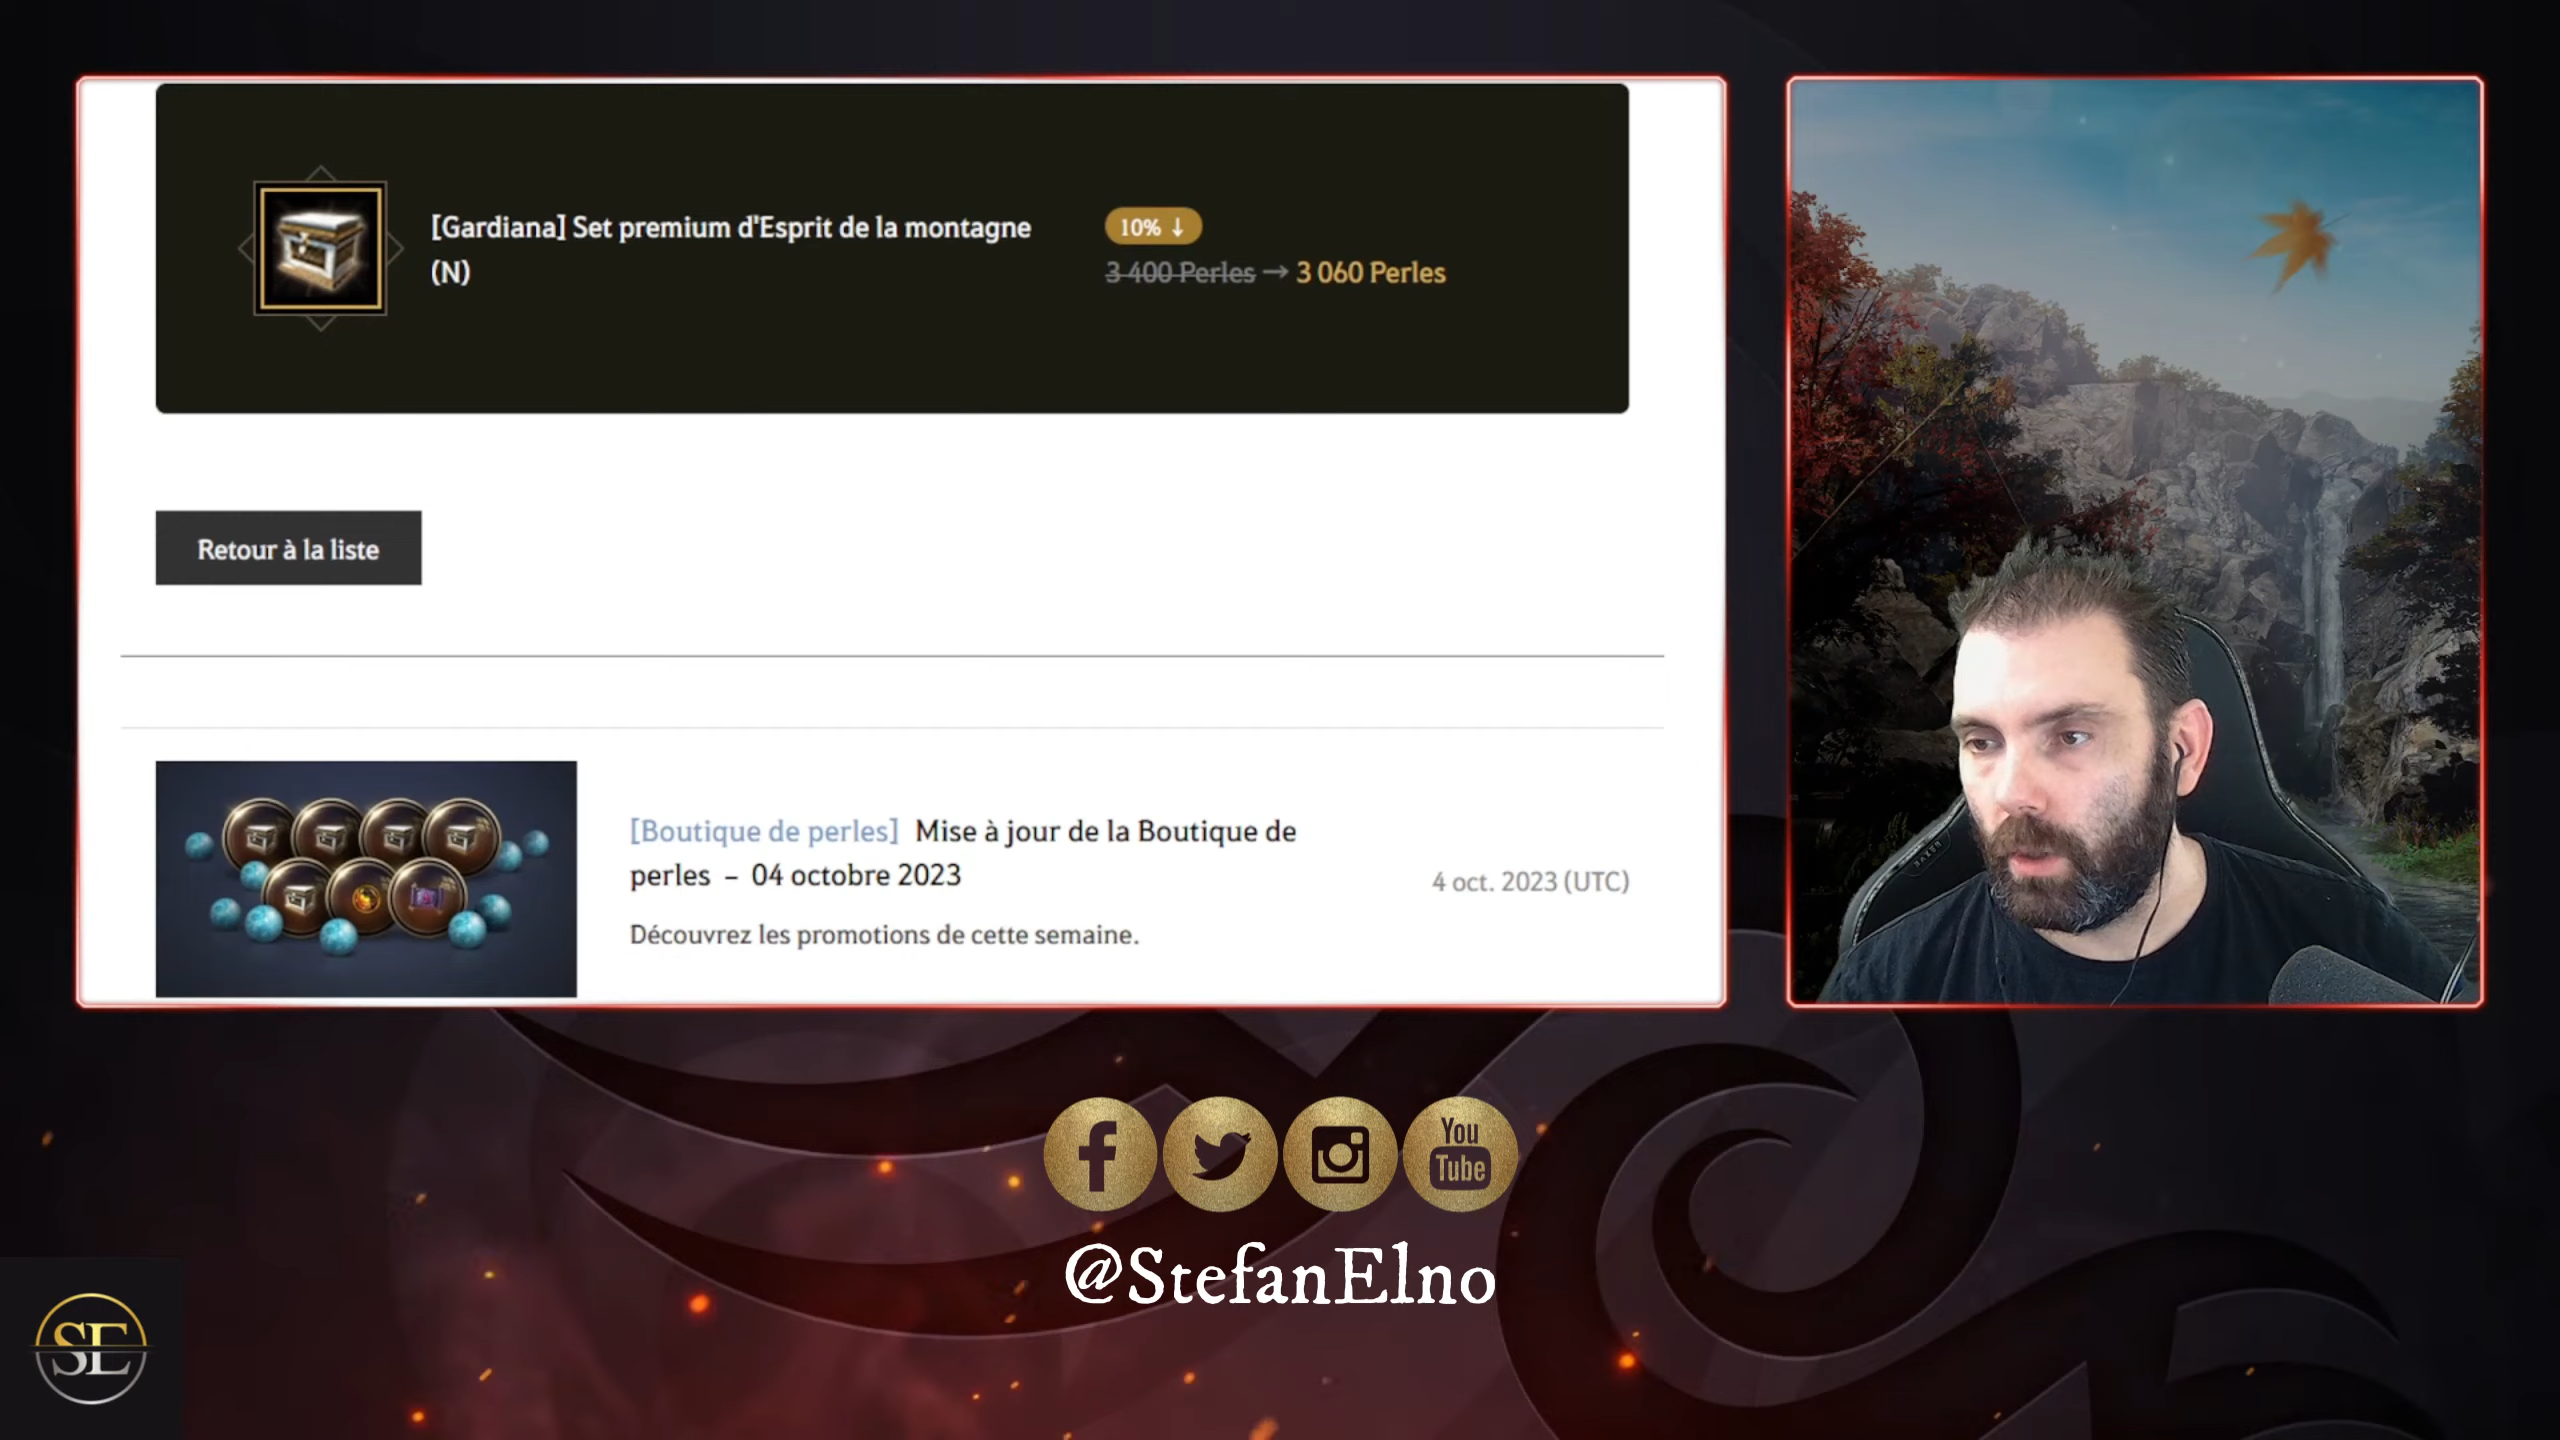 [Gardiana] Set premium d'Esprit de la montagne
(N)
10% ↓
3 400 Perles → 3 060 Perles
Retour à la liste
[Boutique de perles] Mise à jour de la Boutique de
perles – 04 octobre 2023
4 oct. 2023 (UTC)
Découvrez les promotions de cette semaine.
You
Tube
@StefanElno
SE